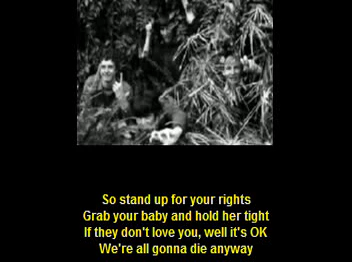 So stand up for your rights
Grab your baby and hold her tight
If they don't love you, well it's OK
We're all gonna die anyway